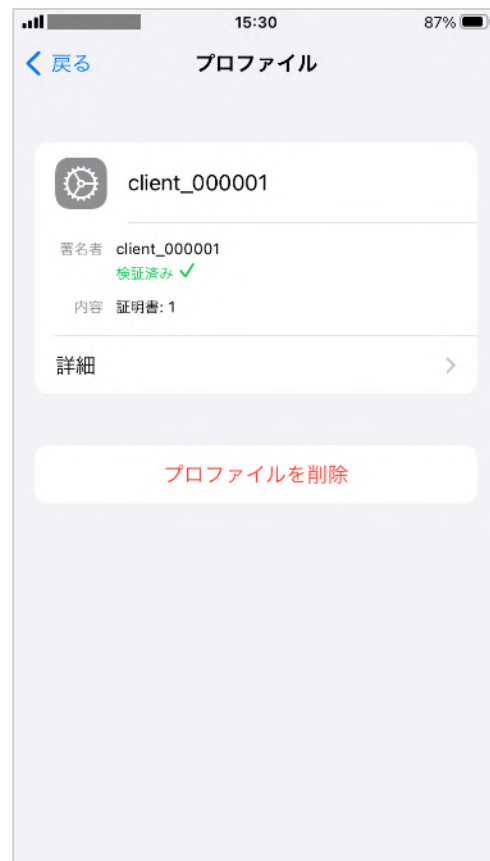 15:30
87%
戻る
プロファイル
client_000001
署名者 client_000001
検証済み
内容 証明書: 1
詳細
プロファイルを削除